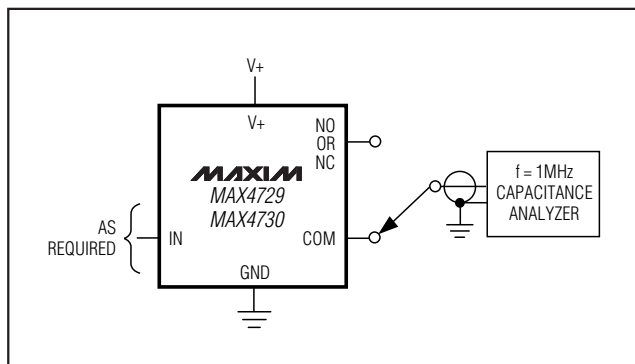 V+
V+
NO
OR
NC
MAXIM
MAX4729
MAX4730
AS
REQUIRED
IN
COM
GND
f = 1MHz
CAPACITANCE
ANALYZER